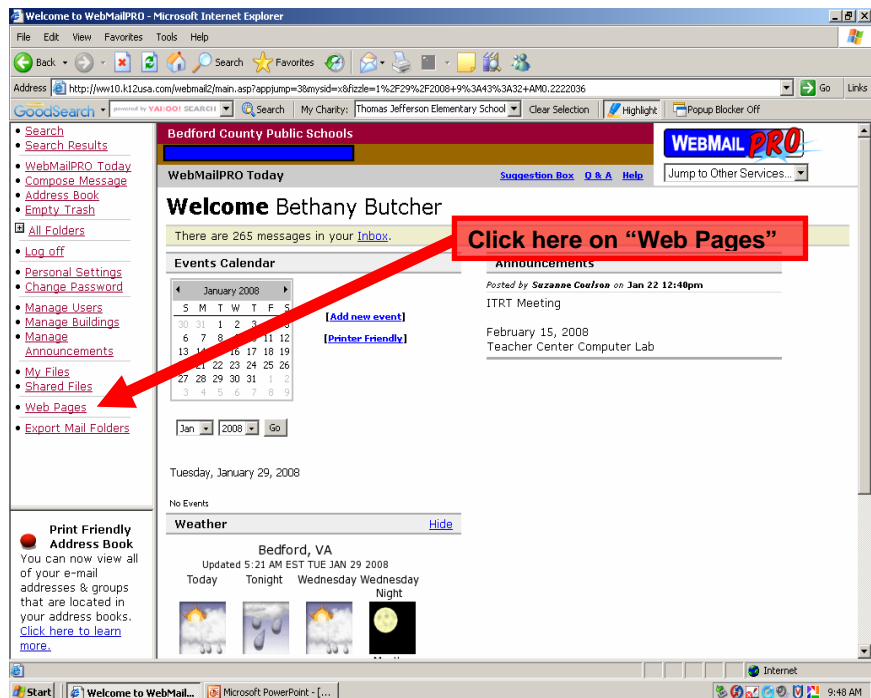 Welcome to WebMailPRO - Microsoft Internet Explorer
File Edit View Favorites Tools Help
Back Search Favorites
Address http://ww10.k12usa.com/webmail2/main.asp?appjump=3&mysid=x&fizzle=1%2F29%2F2008+9%3A43%3A32+AM0.2222036 Go Links
GoodSearch powered by YAHOO! SEARCH Search My Charity: Thomas Jefferson Elementary School Clear Selection Highlight Popup Blocker Off
Search
Search Results
WebMailPRO Today
Compose Message
Address Book
Empty Trash
All Folders
Log off
Personal Settings
Change Password
Manage Users
Manage Buildings
Manage
Announcements
My Files
Shared Files
Web Pages
Export Mail Folders
Print Friendly
Address Book
You can now view all
of your e-mail
addresses & groups
that are located in
your address books.
Click here to learn
more.
Bedford County Public Schools
WEBMAIL PRO
WebMailPRO Today Suggestion Box Q & A Help Jump to Other Services...
Welcome Bethany Butcher
There are 265 messages in your Inbox.
Click here on “Web Pages”
Events Calendar
January 2008
S M T W T F S
30 31 1 2 3
6 7 8 11 12
13 16 17 18 19
22 23 24 25 26
27 28 29 30 31 1 2
3 4 5 6 7 8 9
[Add new event]
[Printer Friendly]
Jan 2008 Go
Tuesday, January 29, 2008
No Events
Announcements
Posted by Suzanne Coulson on Jan 22 12:40pm
ITRT Meeting
February 15, 2008
Teacher Center Computer Lab
Weather Hide
Bedford, VA
Updated 5:21 AM EST TUE JAN 29 2008
Today Tonight Wednesday Wednesday
Night
Internet
Start Welcome to WebMail... Microsoft PowerPoint - [... 9:48 AM